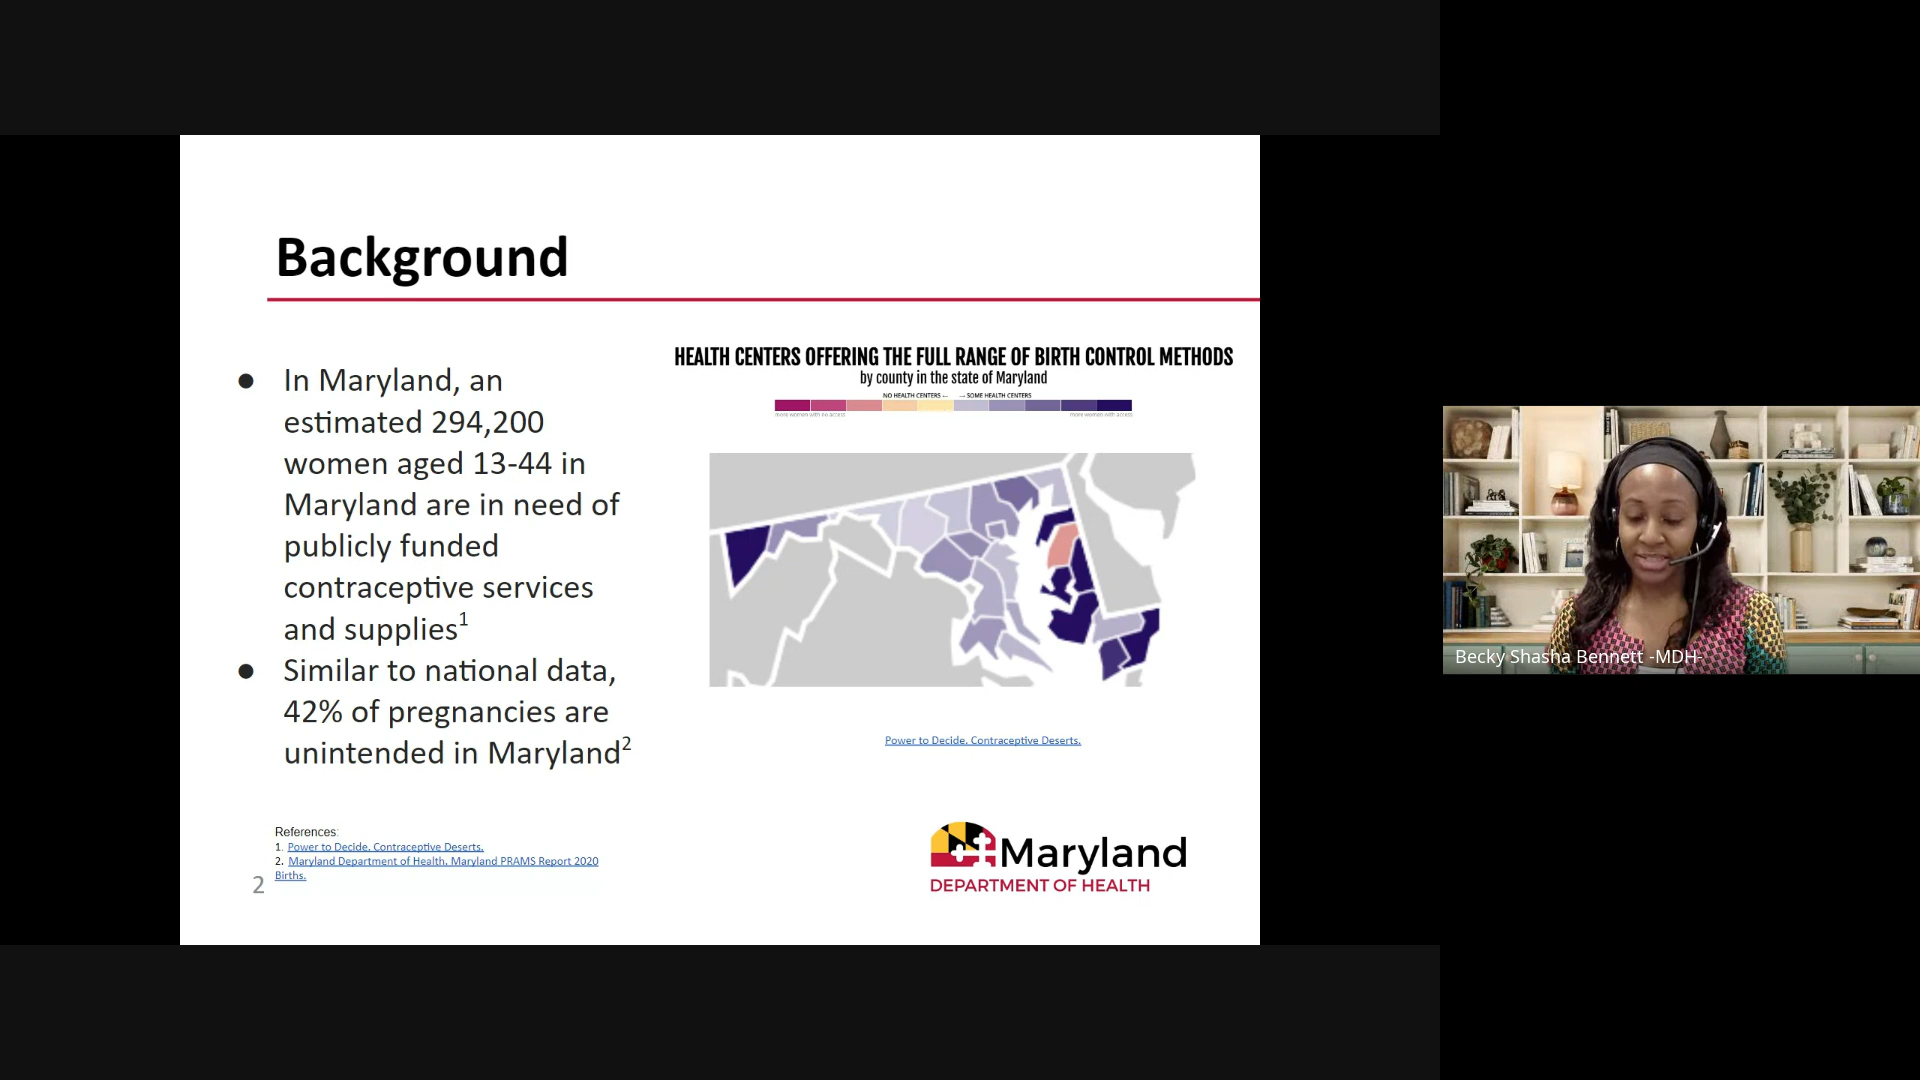 Background
● In Maryland, an
estimated 294,200
women aged 13-44 in
Maryland are in need of
publicly funded
contraceptive services
and supplies1
● Similar to national data,
42% of pregnancies are
unintended in Maryland2
HEALTH CENTERS OFFERING THE FULL RANGE OF BIRTH CONTROL METHODS
by county in the state of Maryland
NO HEALTH CENTERS ← → SOME HEALTH CENTERS
more women with no access more women with access
Power to Decide. Contraceptive Deserts.
References:
1. Power to Decide. Contraceptive Deserts.
2. Maryland Department of Health. Maryland PRAMS Report 2020
Births.
2
Maryland
DEPARTMENT OF HEALTH
Becky Shasha Bennett -MDH-